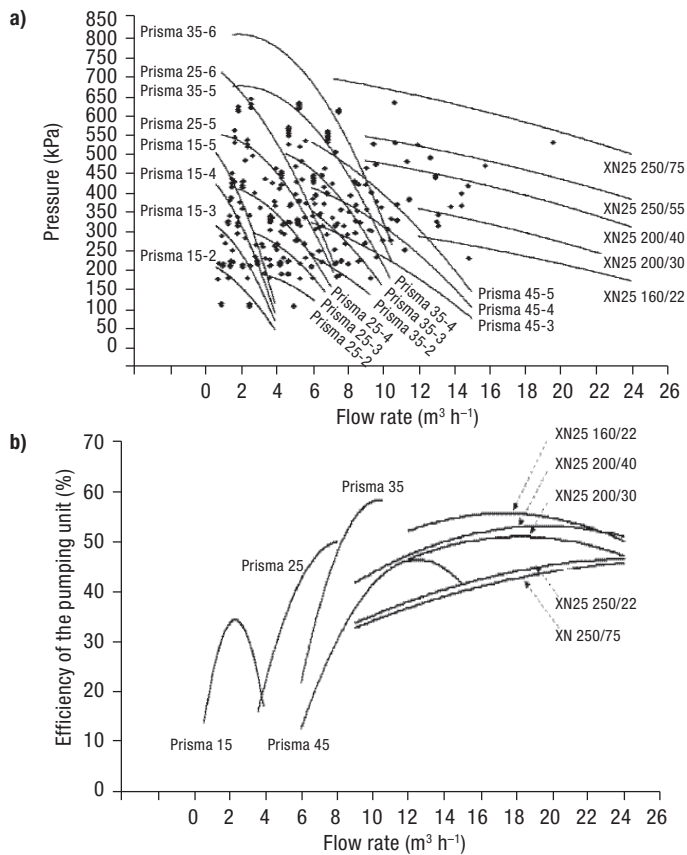 a)
Pressure (kPa)
850
800
750
700
650
600
550
500
450
400
350
300
250
200
150
100
50
0
Prisma 35-6
Prisma 25-6
Prisma 35-5
Prisma 25-5
Prisma 15-5
Prisma 15-4
Prisma 15-3
Prisma 15-2
XN25 250/75
XN25 250/55
XN25 200/40
XN25 200/30
XN25 160/22
Prisma 45-5
Prisma 45-4
Prisma 45-3
Prisma 35-4
Prisma 35-3
Prisma 35-2
Prisma 25-4
Prisma 25-3
Prisma 25-2
0 2 4 6 8 10 12 14 16 18 20 22 24 26
Flow rate (m³ h⁻¹)
b)
Efficiency of the pumping unit (%)
70
60
50
40
30
20
10
0
XN25 160/22
XN25 200/40
XN25 200/30
Prisma 35
Prisma 25
XN25 250/22
XN 250/75
Prisma 15
Prisma 45
0 2 4 6 8 10 12 14 16 18 20 22 24 26
Flow rate (m³ h⁻¹)